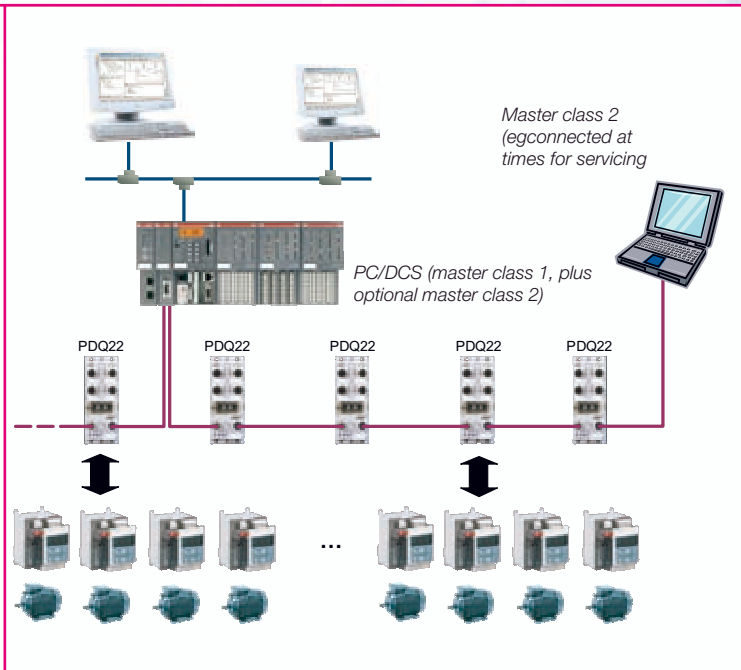 Master class 2
(egconnected at
times for servicing
PC/DCS (master class 1, plus
optional master class 2)
PDQ22 PDQ22 PDQ22 PDQ22 PDQ22
...